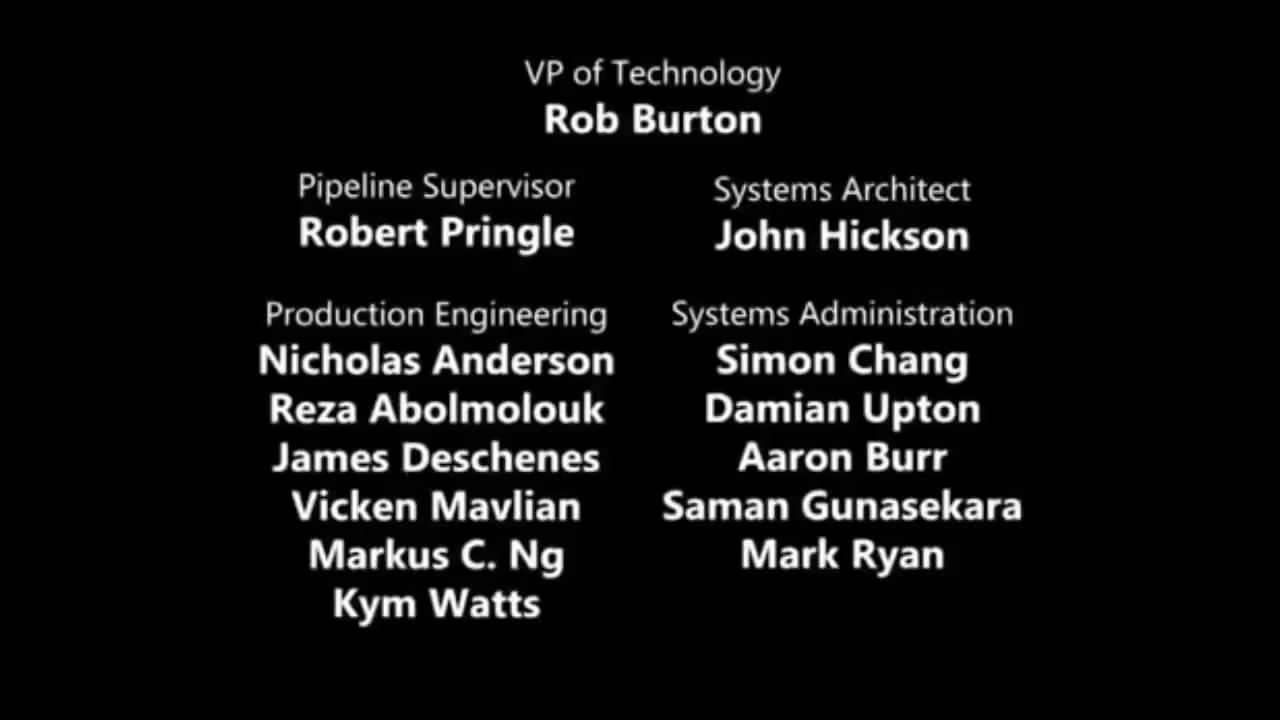 VP of Technology
Rob Burton
Pipeline Supervisor
Robert Pringle
Systems Architect
John Hickson
Production Engineering
Nicholas Anderson
Reza Abolmolouk
James Deschenes
Vicken Mavlian
Markus C. Ng
Kym Watts
Systems Administration
Simon Chang
Damian Upton
Aaron Burr
Saman Gunasekara
Mark Ryan